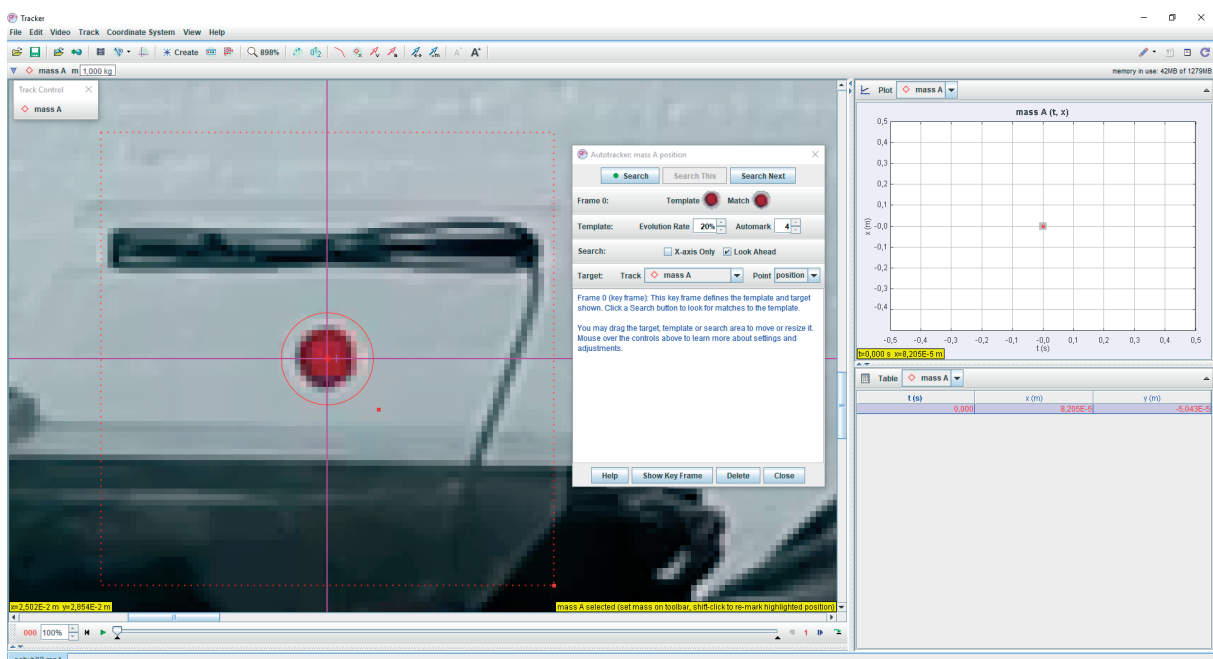 Tracker
File Edit Video Track Coordinate System View Help
Create 898%
mass A m 1,000 kg
memory in use: 42MB of 1279MB
Track Control
mass A
Autotracker: mass A position
Search Search This Search Next
Frame 0: Template Match
Template: Evolution Rate 20% Automark 4
Search: X-axis Only Look Ahead
Target: Track mass A Point position
Frame 0 (key frame): This key frame defines the template and target
shown. Click a Search button to look for matches to the template.
You may drag the target, template or search area to move or resize it.
Mouse over the controls above to learn more about settings and
adjustments.
Help Show Key Frame Delete Close
x=2,502E-2 m y=2,854E-2 m
mass A selected (set mass on toolbar, shift-click to re-mark highlighted position)
000 100% 1
Plot mass A
mass A (t, x)
0,5
0,4
0,3
0,2
0,1
-0,0
-0,1
-0,2
-0,3
-0,4
x (m)
-0,5 -0,4 -0,3 -0,2 -0,1 -0,0 0,1 0,2 0,3 0,4 0,5
t (s)
t=0,000 s x=8,205E-5 m
Table mass A
t (s) x (m) y (m)
0,000 8,205E-5 -5,043E-5